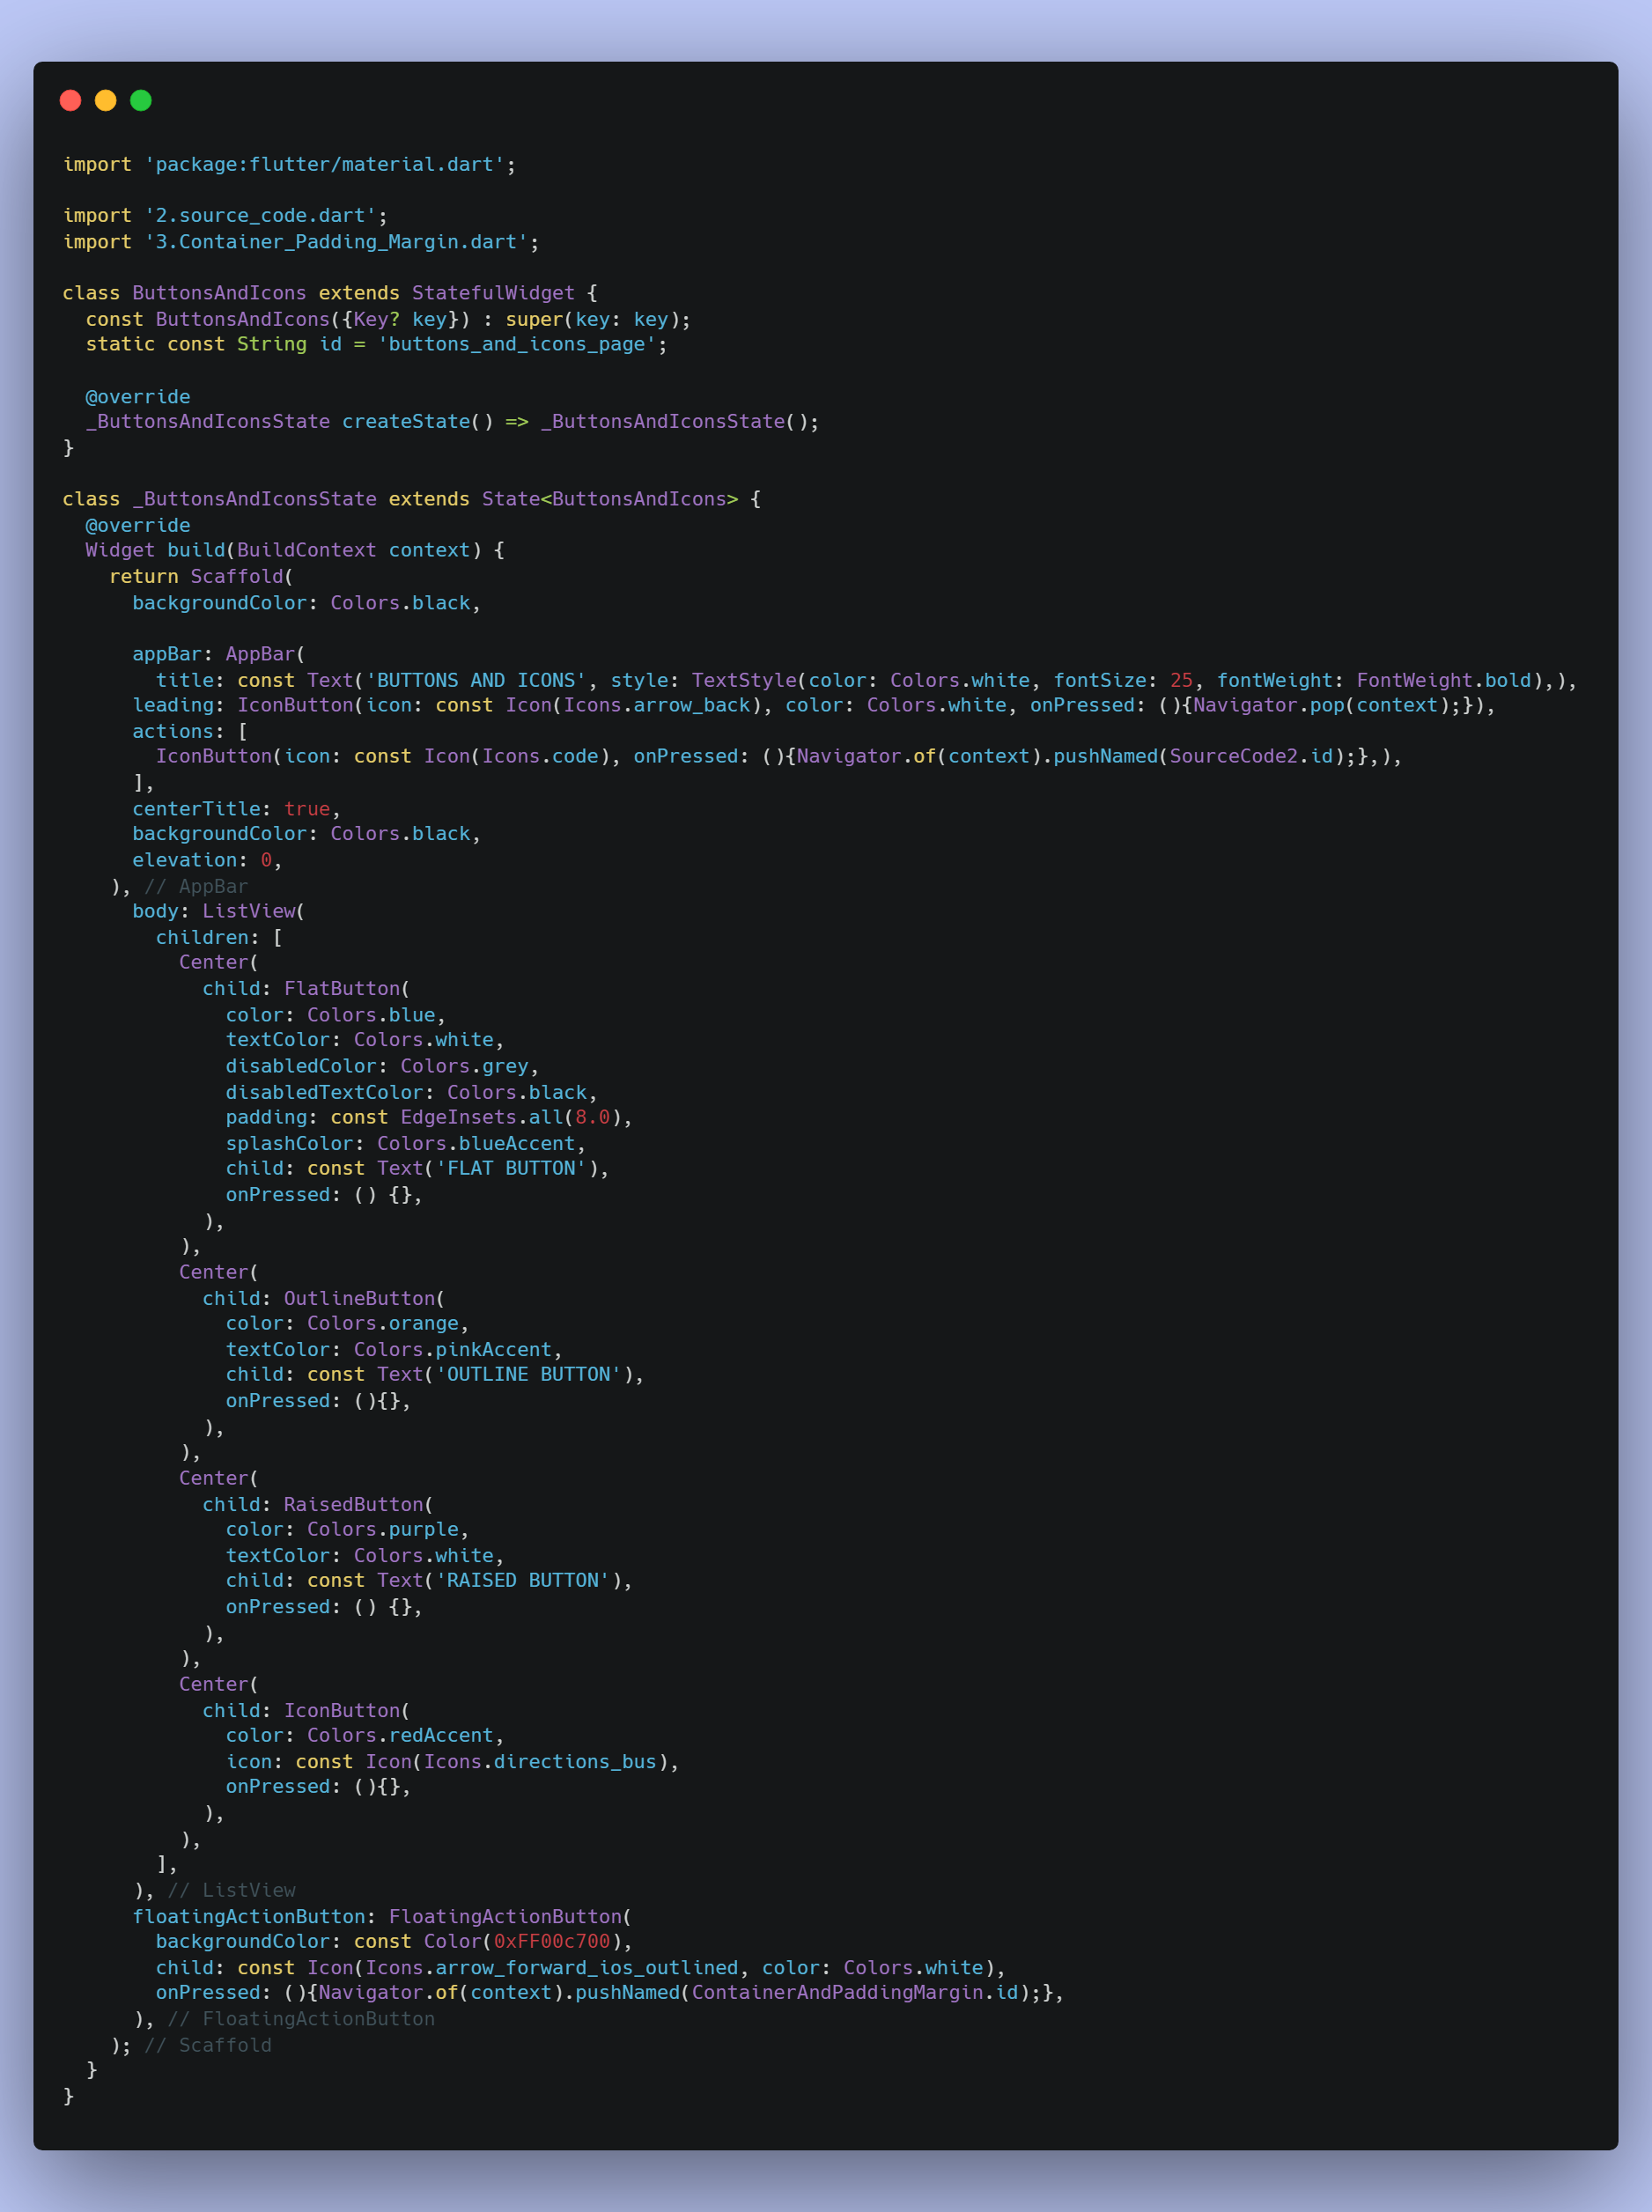 import 'package:flutter/material.dart';

import '2.source_code.dart';
import '3.Container_Padding_Margin.dart';

class ButtonsAndIcons extends StatefulWidget {
  const ButtonsAndIcons({Key? key}) : super(key: key);
  static const String id = 'buttons_and_icons_page';

  @override
  _ButtonsAndIconsState createState() => _ButtonsAndIconsState();
}

class _ButtonsAndIconsState extends State<ButtonsAndIcons> {
  @override
  Widget build(BuildContext context) {
    return Scaffold(
      backgroundColor: Colors.black,

      appBar: AppBar(
        title: const Text('BUTTONS AND ICONS', style: TextStyle(color: Colors.white, fontSize: 25, fontWeight: FontWeight.bold),),
      leading: IconButton(icon: const Icon(Icons.arrow_back), color: Colors.white, onPressed: (){Navigator.pop(context);}),
      actions: [
        IconButton(icon: const Icon(Icons.code), onPressed: (){Navigator.of(context).pushNamed(SourceCode2.id);},),
      ],
      centerTitle: true,
      backgroundColor: Colors.black,
      elevation: 0,
    ), // AppBar
      body: ListView(
        children: [
          Center(
            child: FlatButton(
              color: Colors.blue,
              textColor: Colors.white,
              disabledColor: Colors.grey,
              disabledTextColor: Colors.black,
              padding: const EdgeInsets.all(8.0),
              splashColor: Colors.blueAccent,
              child: const Text('FLAT BUTTON'),
              onPressed: () {},
            ),
          ),
          Center(
            child: OutlineButton(
              color: Colors.orange,
              textColor: Colors.pinkAccent,
              child: const Text('OUTLINE BUTTON'),
              onPressed: (){},
            ),
          ),
          Center(
            child: RaisedButton(
              color: Colors.purple,
              textColor: Colors.white,
              child: const Text('RAISED BUTTON'),
              onPressed: () {},
            ),
          ),
          Center(
            child: IconButton(
              color: Colors.redAccent,
              icon: const Icon(Icons.directions_bus),
              onPressed: (){},
            ),
          ),
        ],
      ), // ListView
      floatingActionButton: FloatingActionButton(
        backgroundColor: const Color(0xFF00c700),
        child: const Icon(Icons.arrow_forward_ios_outlined, color: Colors.white),
        onPressed: (){Navigator.of(context).pushNamed(ContainerAndPaddingMargin.id);},
      ), // FloatingActionButton
    ); // Scaffold
  }
}